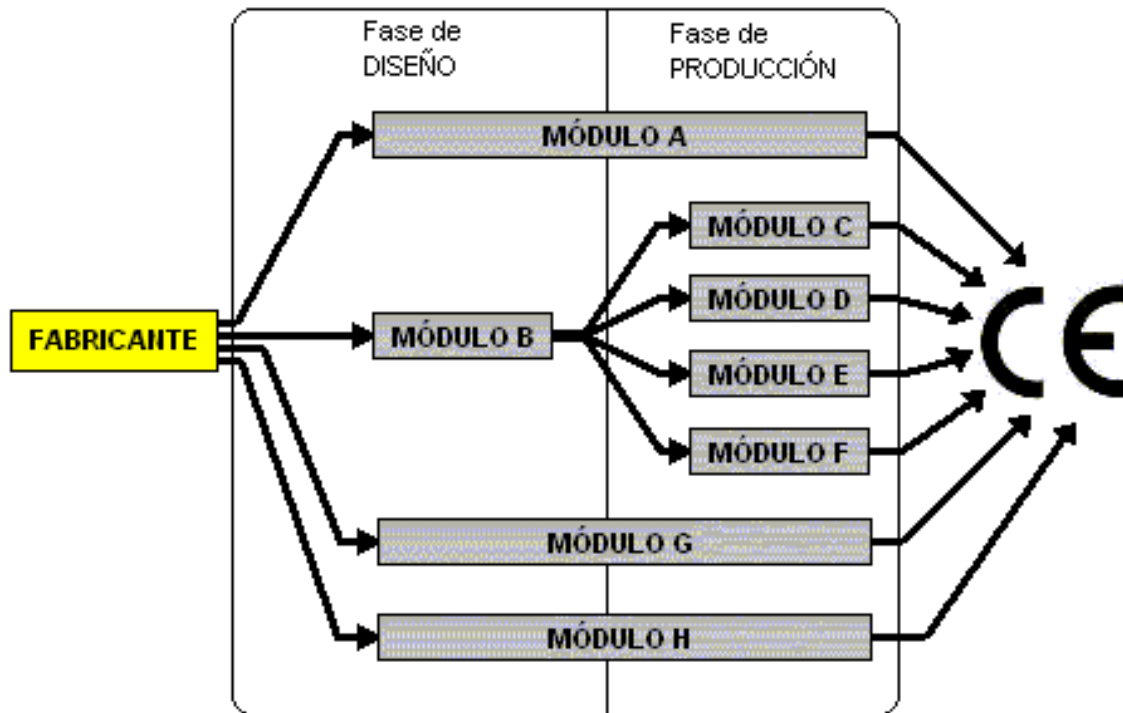 Fase de
DISEÑO
Fase de
PRODUCCIÓN
MÓDULO A
MÓDULO C
MÓDULO D
FABRICANTE
MÓDULO B
CE
MÓDULO E
MÓDULO F
MÓDULO G
MÓDULO H